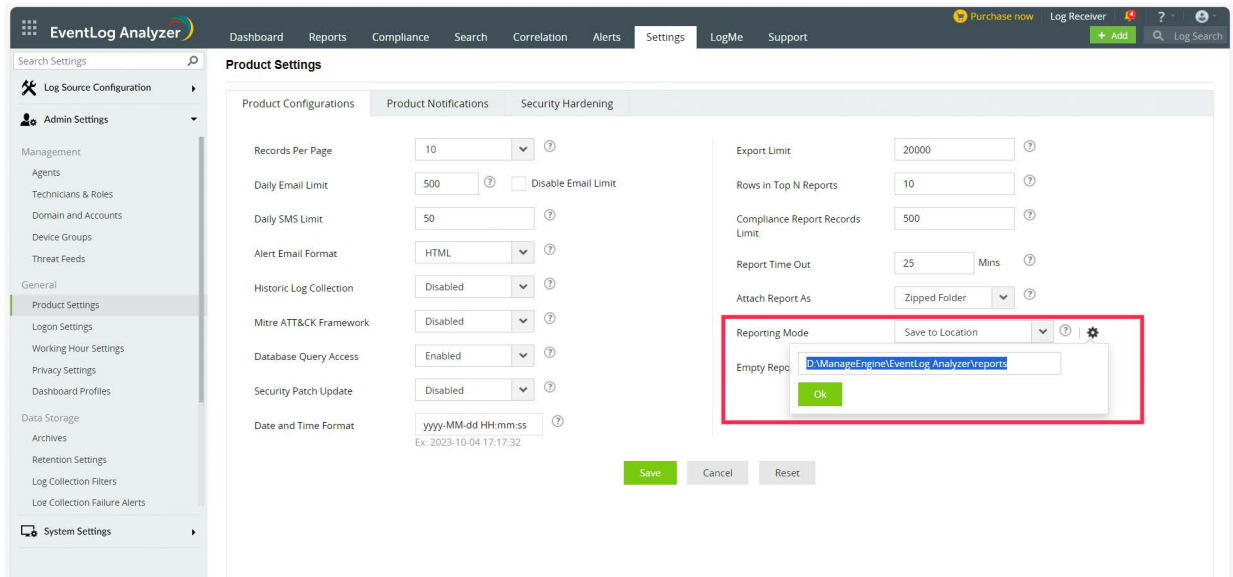 Purchase now
Log Receiver
4
?
EventLog Analyzer
Dashboard
Reports
Compliance
Search
Correlation
Alerts
Settings
LogMe
Support
+ Add
Log Search
Search Settings
Product Settings
Log Source Configuration
Admin Settings
Management
Agents
Technicians & Roles
Domain and Accounts
Device Groups
Threat Feeds
General
Product Settings
Logon Settings
Working Hour Settings
Privacy Settings
Dashboard Profiles
Data Storage
Archives
Retention Settings
Log Collection Filters
Log Collection Failure Alerts
System Settings
Product Configurations
Product Notifications
Security Hardening
Records Per Page
10
?
Daily Email Limit
500
?
Disable Email Limit
Daily SMS Limit
50
?
Alert Email Format
HTML
?
Historic Log Collection
Disabled
?
Mitre ATT&CK Framework
Disabled
?
Database Query Access
Enabled
?
Security Patch Update
Disabled
?
Date and Time Format
yyyy-MM-dd HH:mm:ss
?
Ex: 2023-10-04 17:17:32
Export Limit
20000
?
Rows in Top N Reports
10
?
Compliance Report Records
Limit
500
?
Report Time Out
25
Mins
?
Attach Report As
Zipped Folder
?
Reporting Mode
Save to Location
?
Empty Repo
D:\ManageEngine\EventLog Analyzer\reports
Ok
Save
Cancel
Reset